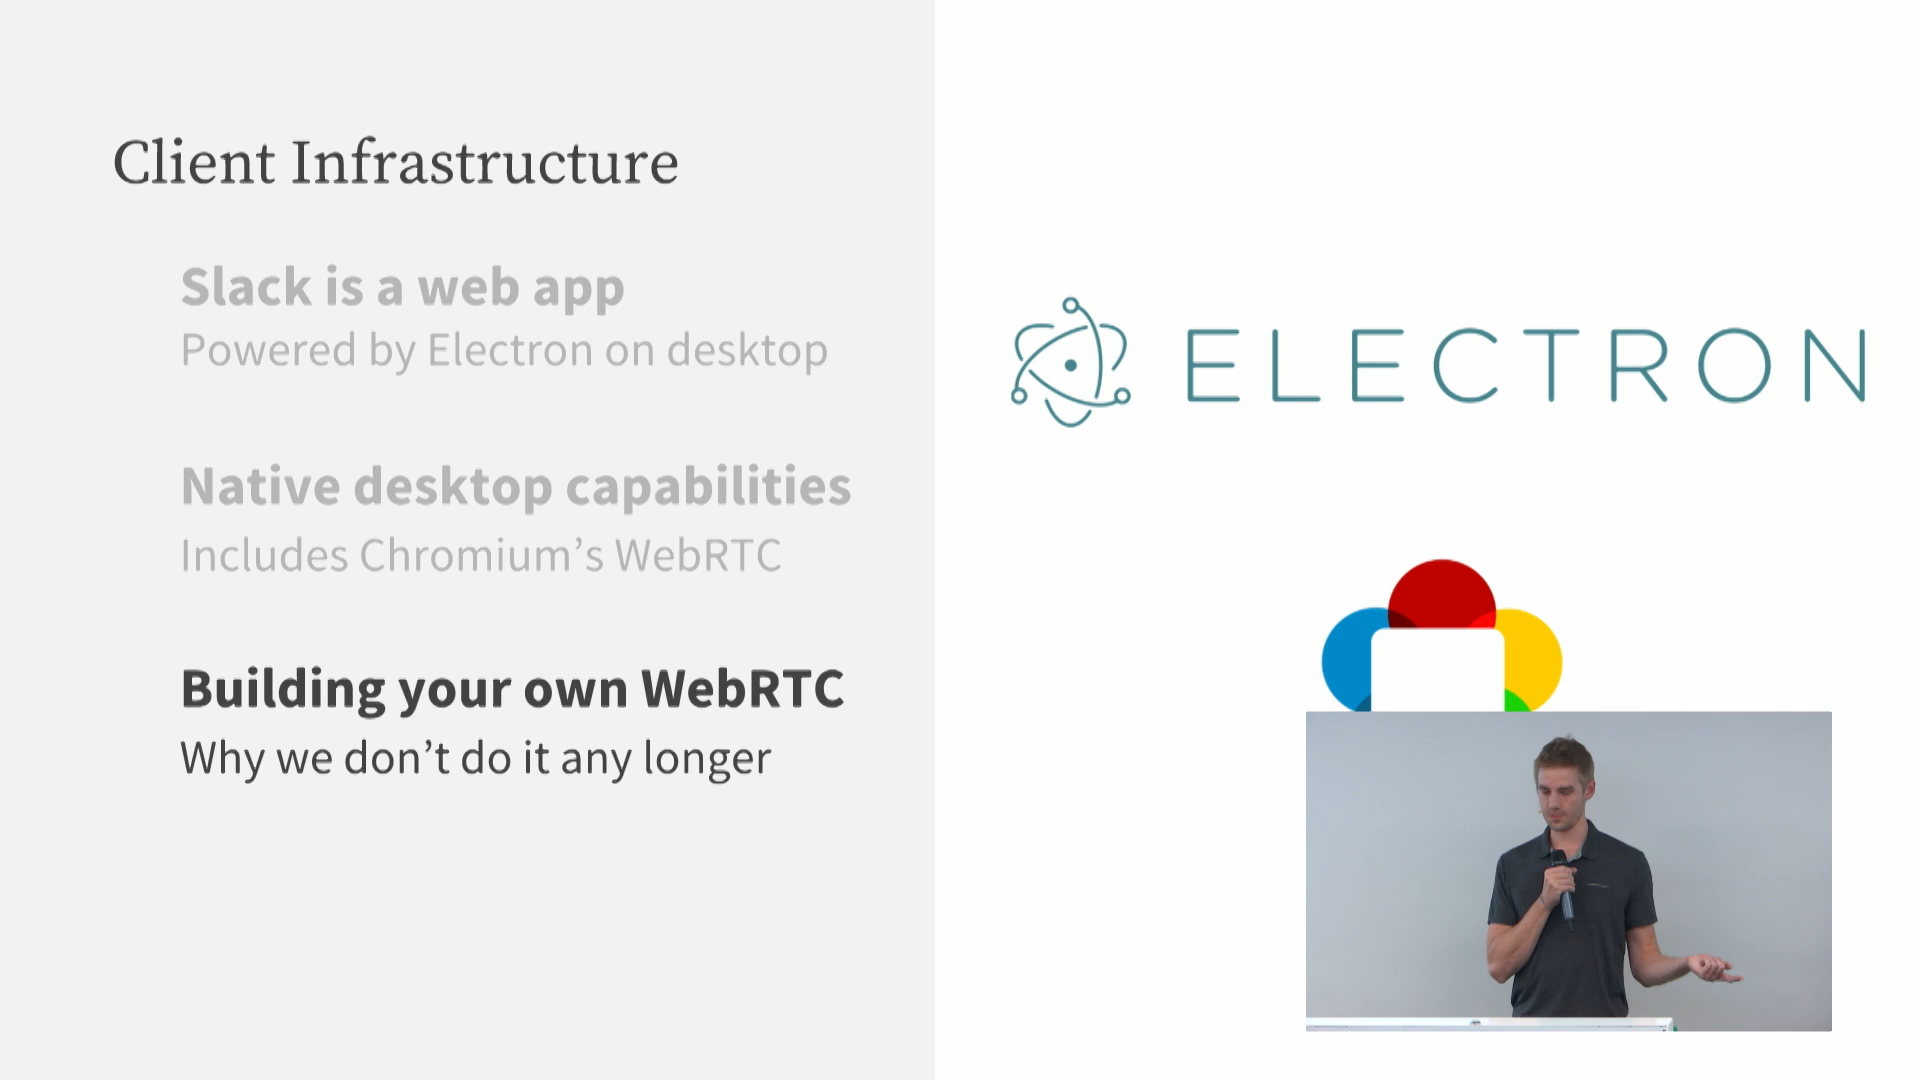 Client Infrastructure
Slack is a web app
Powered by Electron on desktop
Native desktop capabilities
Includes Chromium’s WebRTC
Building your own WebRTC
Why we don’t do it any longer
ELECTRON